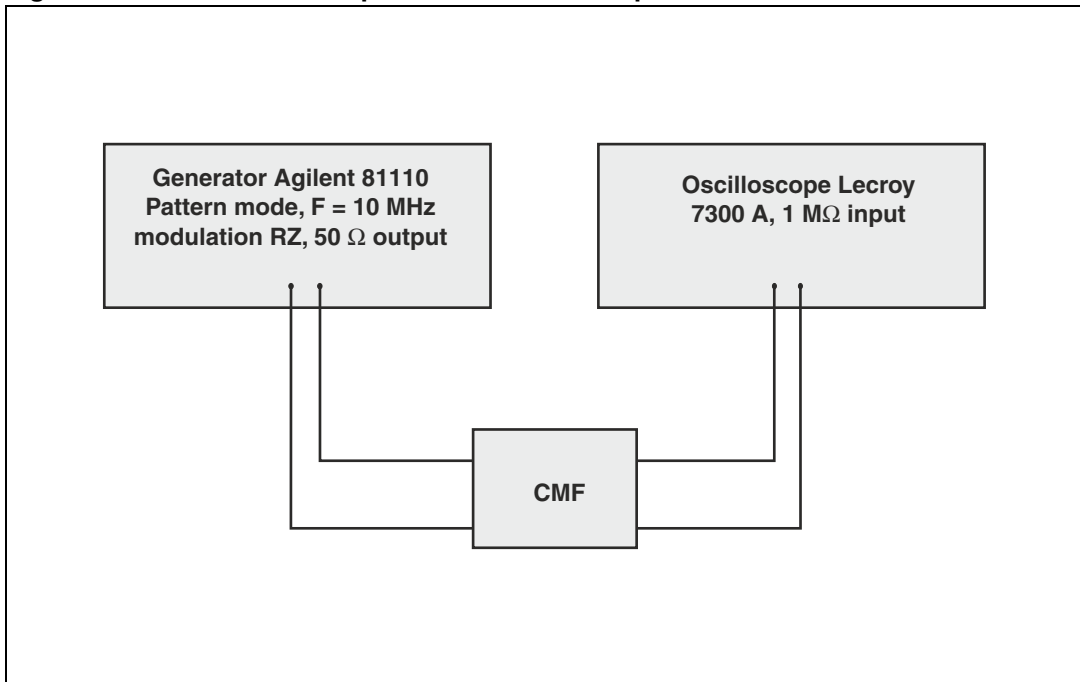 Generator Agilent 81110
Pattern mode, F = 10 MHz
modulation RZ, 50 Ω output
Oscilloscope Lecroy
7300 A, 1 MΩ input
CMF